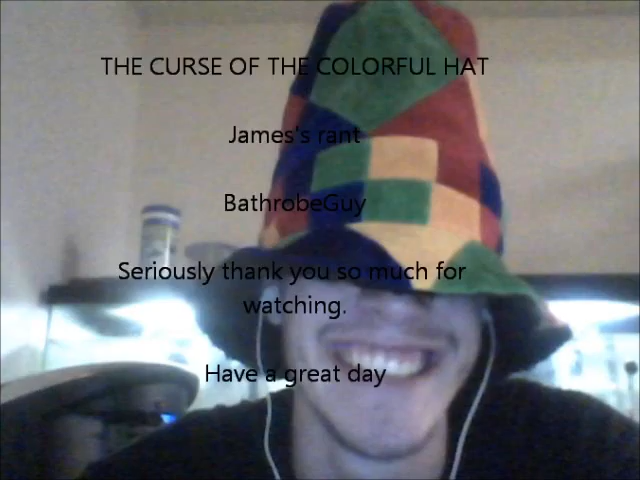 THE CURSE OF THE COLORFUL HAT
James's rant
BathrobeGuy
Seriously thank you so much for
watching.
Have a great day